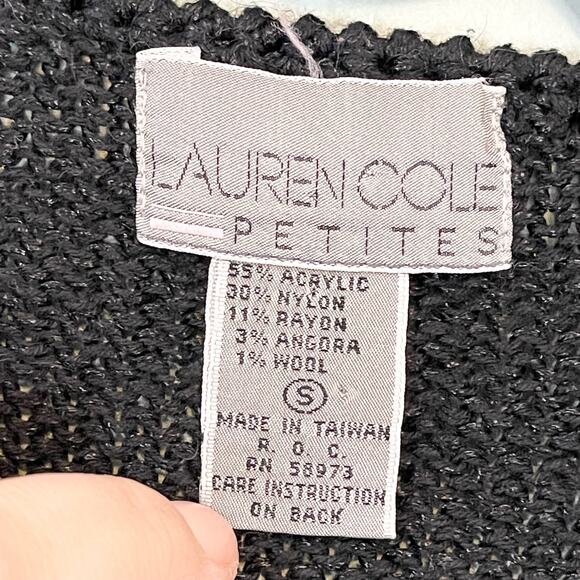 LAUREN COLE
PETITES
55% ACRYLIC
30% NYLON
11% RAYON
3% ANGORA
1% WOOL
S
MADE IN TAIWAN
R. O. C.
RN 58973
CARE INSTRUCTION
ON BACK